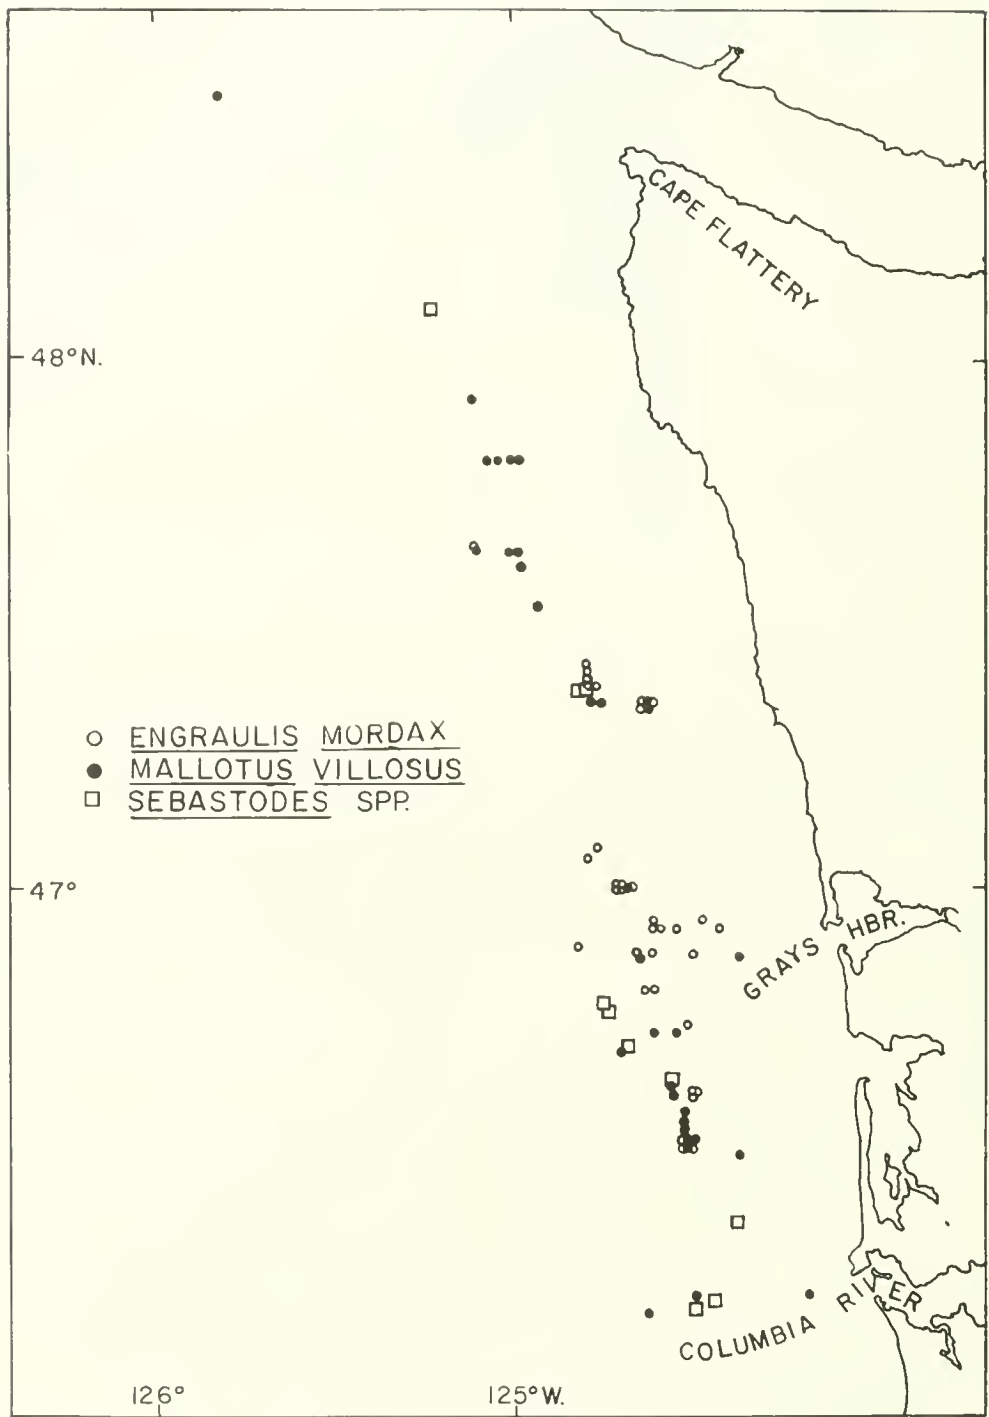 CAPE FLATTERY
48°N.
ENGRAULIS MORDAX
MALLOTUS VILLOSUS
SEBASTODES SPP.
47°
GRAYS HBR.
COLUMBIA RIVER
126°
125°W.